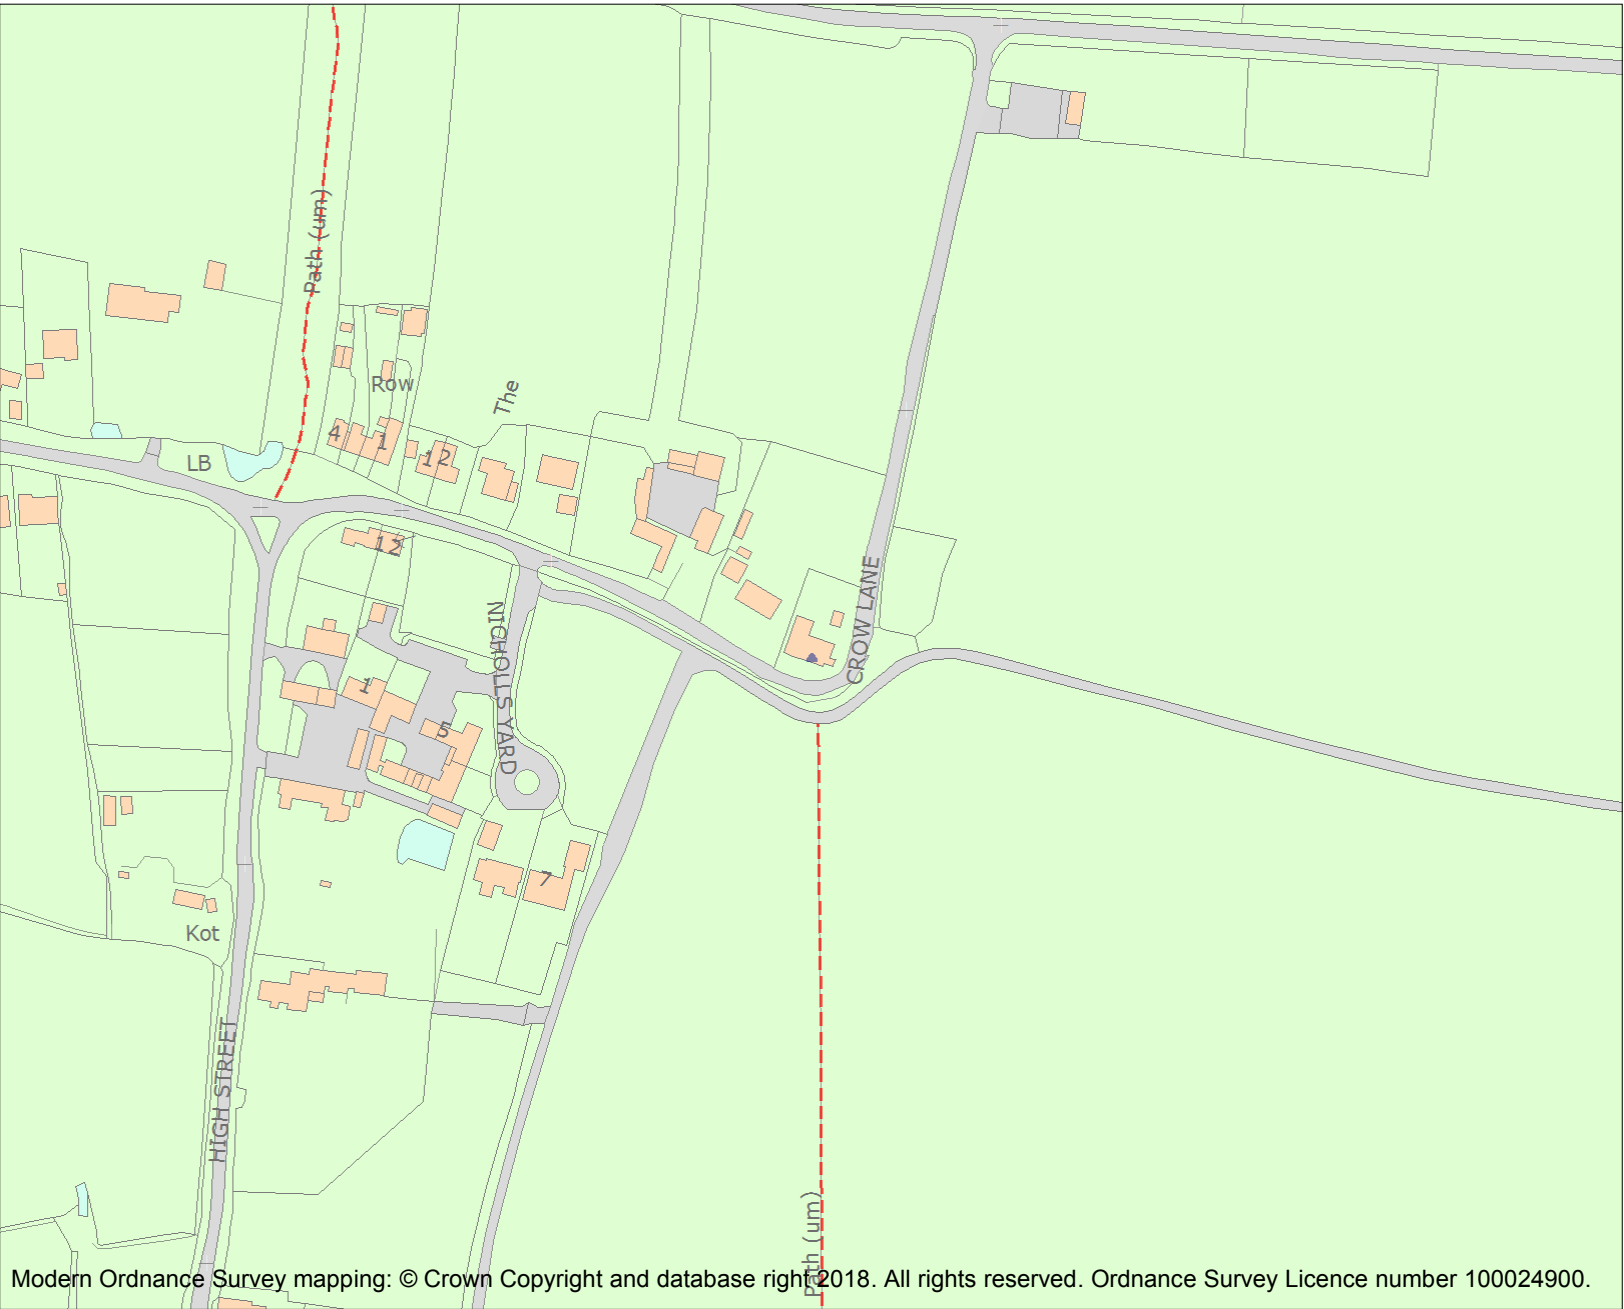 Path (um)
Row
The
4
1
12
LB
12
CROW LANE
NICHOLLS YARD
1
5
7
Kot
HIGH STREET
Path (um)
Modern Ordnance Survey mapping: © Crown Copyright and database right 2018. All rights reserved. Ordnance Survey Licence number 100024900.